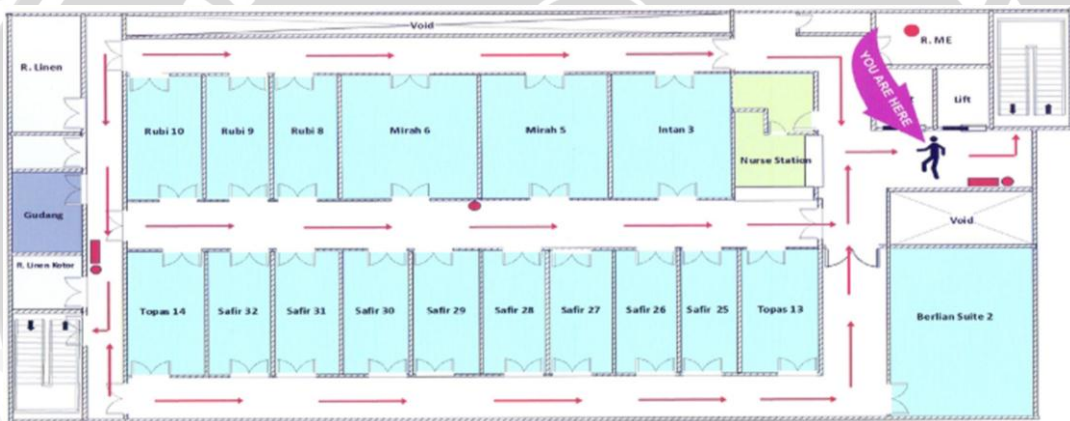 Void
R. Linen
R. ME
YOU ARE HERE
Lift
Rubi 10
Rubi 9
Rubi 8
Mirah 6
Mirah 5
Intan 3
Nurse Station
Gudang
Void
R. Linen Kotor
Topas 14
Safir 32
Safir 31
Safir 30
Safir 29
Safir 28
Safir 27
Safir 26
Safir 25
Topas 13
Berlian Suite 2